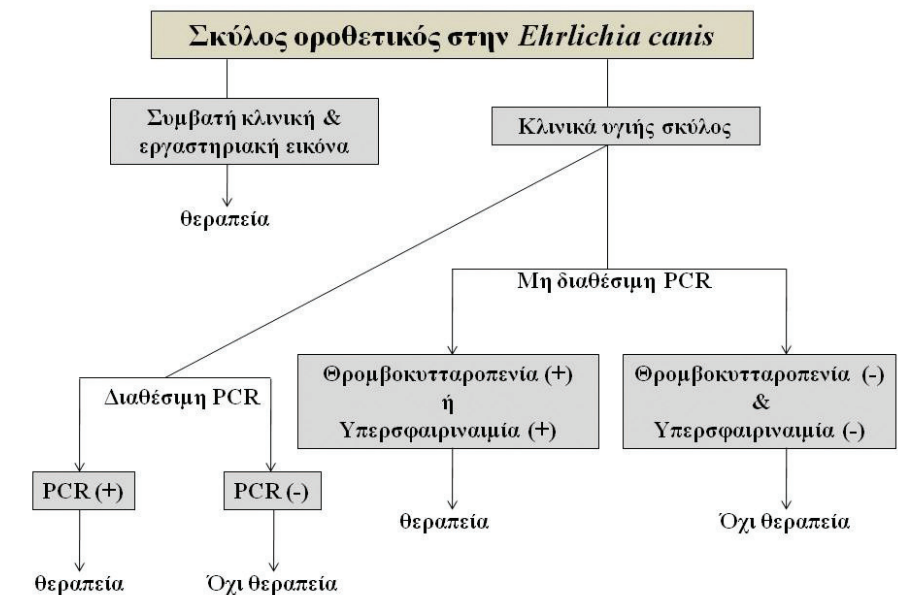 Σκύλος οροθετικός στην Ehrlichia canis
Συμβατή κλινική &
εργαστηριακή εικόνα
Κλινικά υγιής σκύλος
θεραπεία
Μη διαθέσιμη PCR
Θρομβοκυτταροπενία (+)
ή
Υπερσφαιριναιμία (+)
Θρομβοκυτταροπενία (-)
&
Υπερσφαιριναιμία (-)
Διαθέσιμη PCR
PCR (+)
PCR (-)
θεραπεία
Όχι θεραπεία
θεραπεία
Όχι θεραπεία